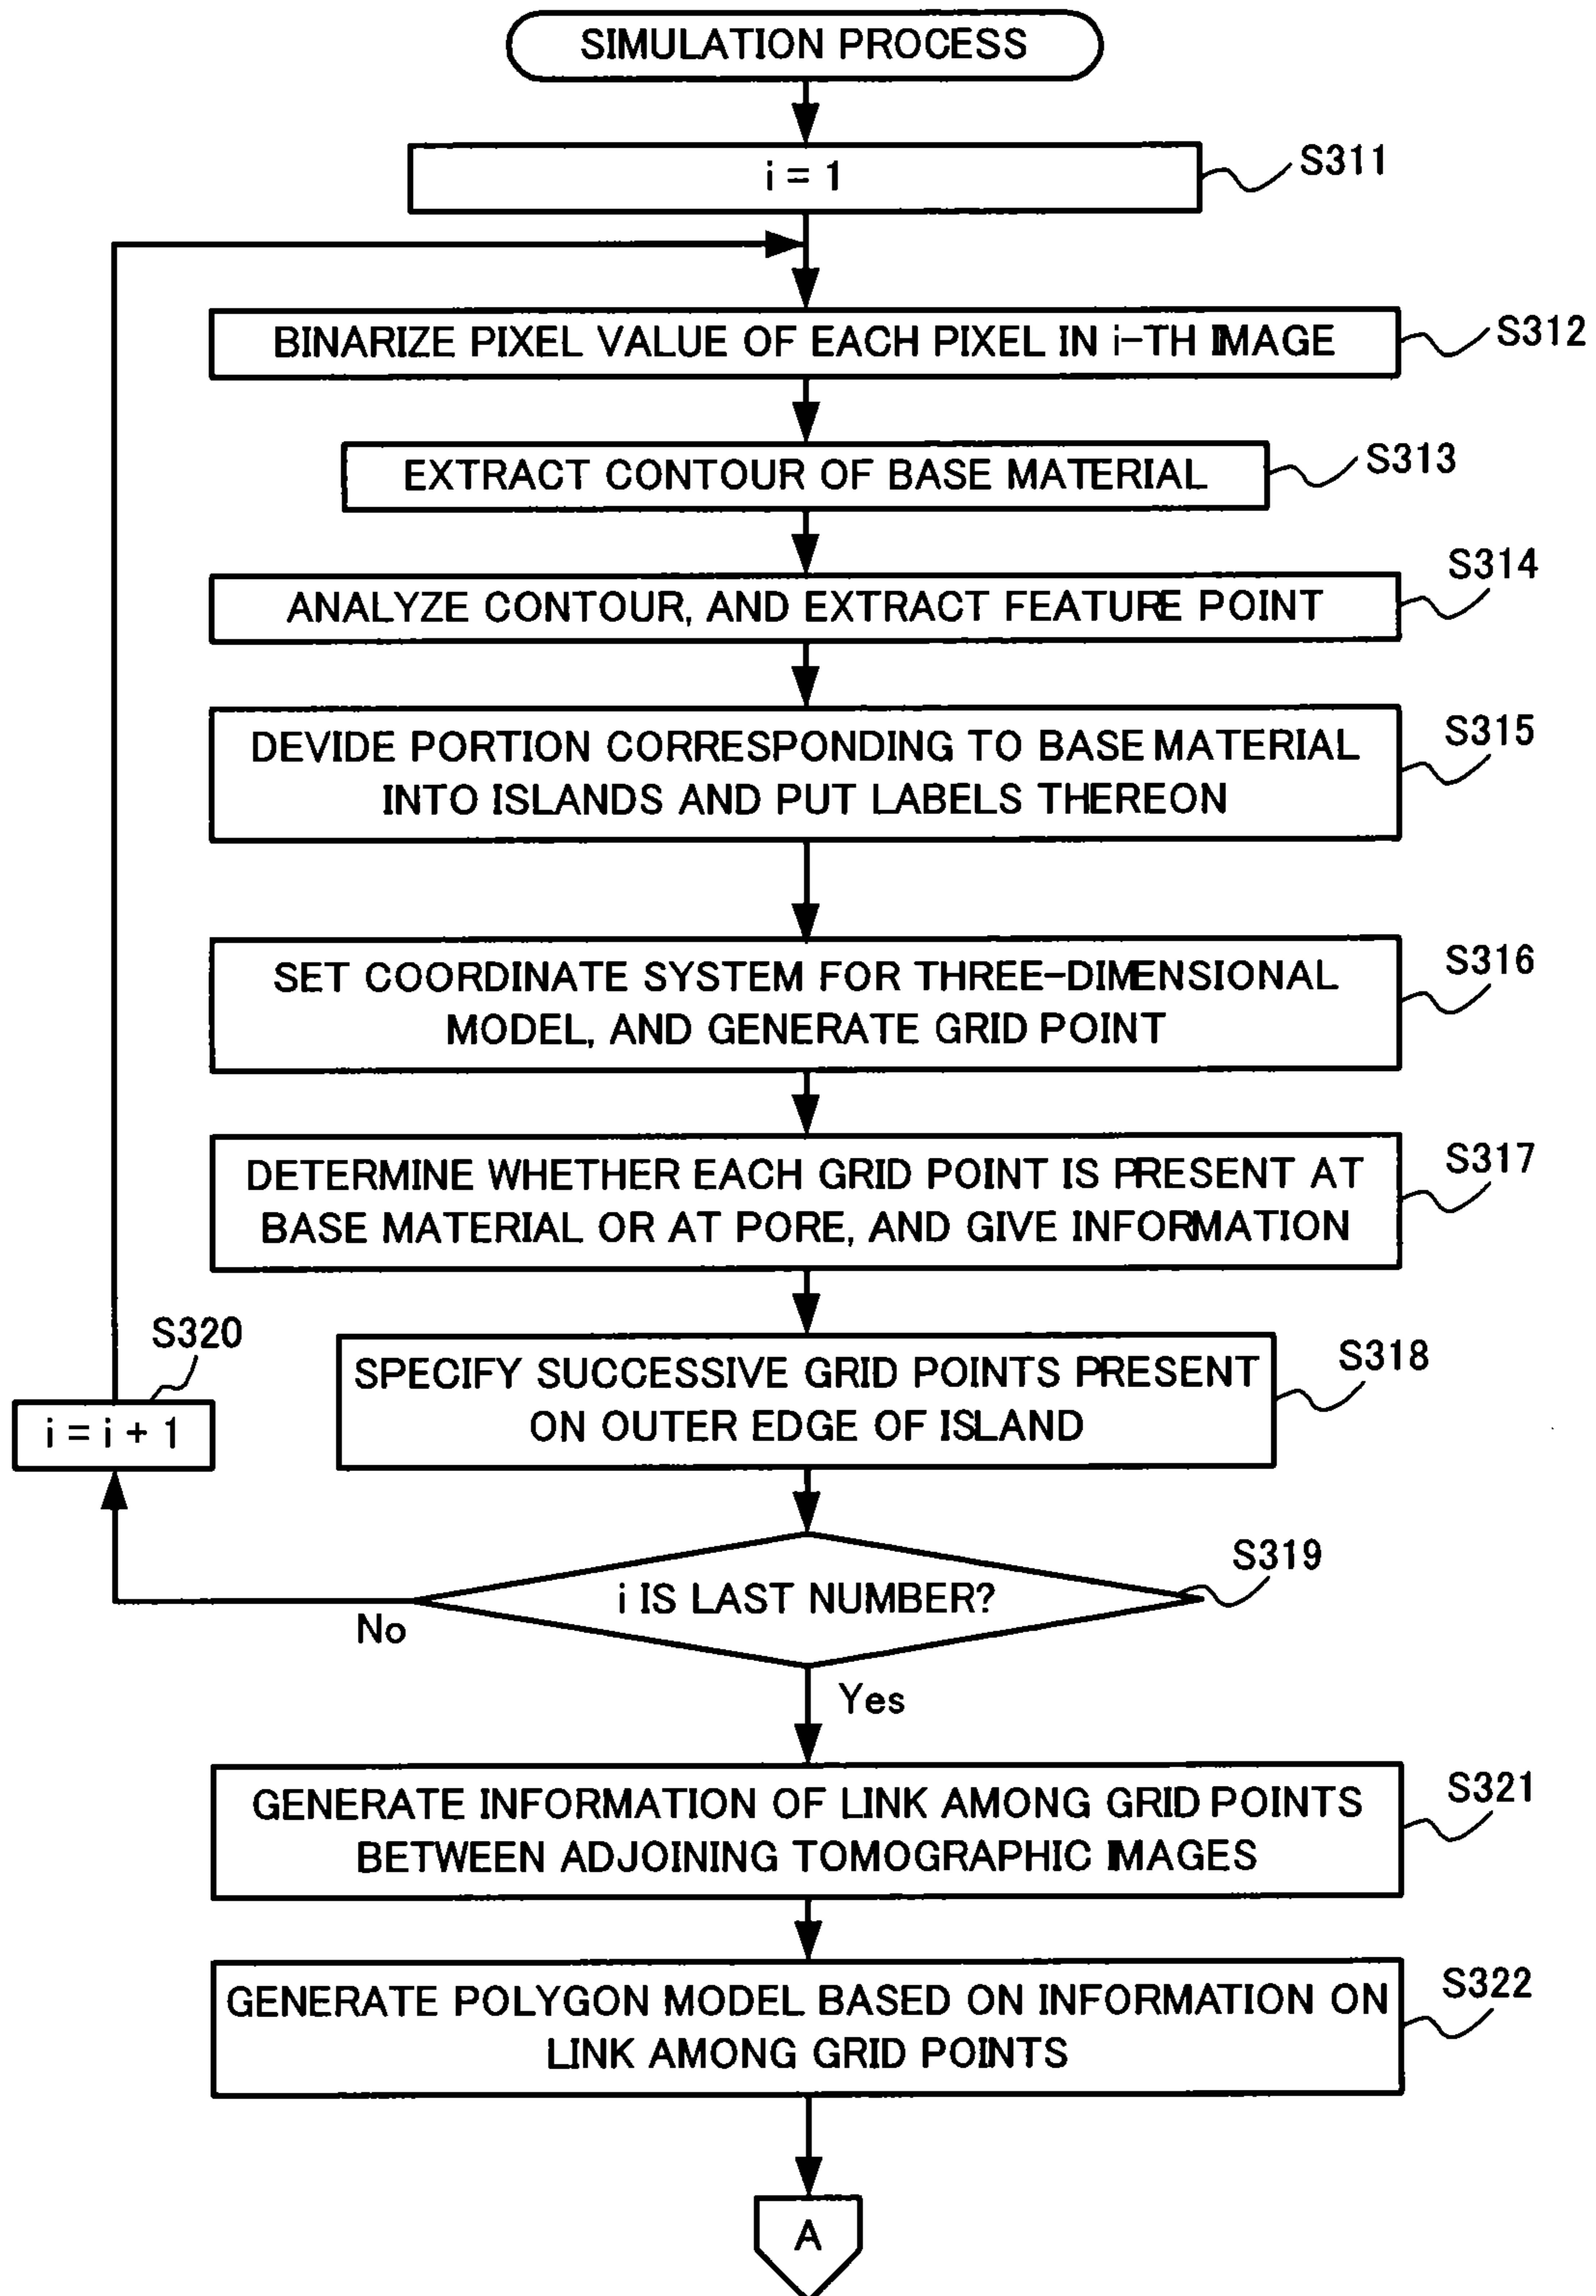 SIMULATION PROCESS
i = 1
S311
BINARIZE PIXEL VALUE OF EACH PIXEL IN i-TH IMAGE
S312
EXTRACT CONTOUR OF BASE MATERIAL
S313
ANALYZE CONTOUR, AND EXTRACT FEATURE POINT
S314
DEVIDE PORTION CORRESPONDING TO BASE MATERIAL
INTO ISLANDS AND PUT LABELS THEREON
S315
SET COORDINATE SYSTEM FOR THREE-DIMENSIONAL
MODEL, AND GENERATE GRID POINT
S316
DETERMINE WHETHER EACH GRID POINT IS PRESENT AT
BASE MATERIAL OR AT PORE, AND GIVE INFORMATION
S317
SPECIFY SUCCESSIVE GRID POINTS PRESENT
ON OUTER EDGE OF ISLAND
S318
S320
i = i + 1
i IS LAST NUMBER?
S319
No
Yes
GENERATE INFORMATION OF LINK AMONG GRID POINTS
BETWEEN ADJOINING TOMOGRAPHIC IMAGES
S321
GENERATE POLYGON MODEL BASED ON INFORMATION ON
LINK AMONG GRID POINTS
S322
A